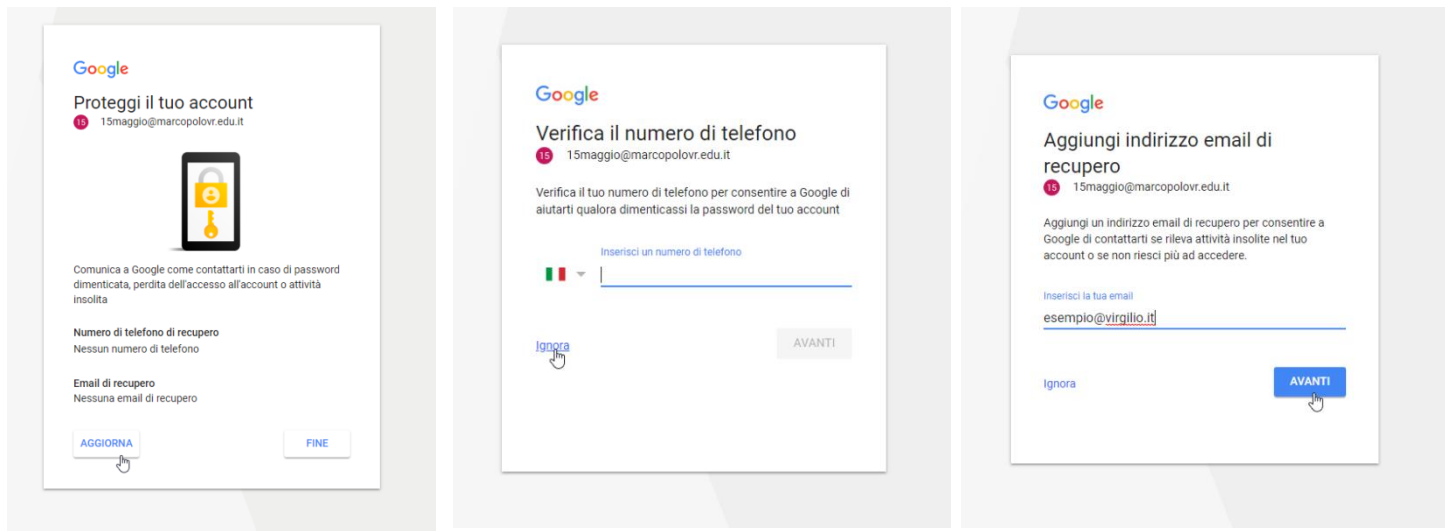 Google
Proteggi il tuo account
15 15maggio@marcopolovr.edu.it
Comunica a Google come contattarti in caso di password
dimenticata, perdita dell'accesso all'account o attività
insolita
Numero di telefono di recupero
Nessun numero di telefono
Email di recupero
Nessuna email di recupero
AGGIORNA
FINE
Google
Verifica il numero di telefono
15 15maggio@marcopolovr.edu.it
Verifica il tuo numero di telefono per consentire a Google di
aiutarti qualora dimenticassi la password del tuo account
Inserisci un numero di telefono
Ignora
AVANTI
Google
Aggiungi indirizzo email di
recupero
15 15maggio@marcopolovr.edu.it
Aggiungi un indirizzo email di recupero per consentire a
Google di contattarti se rileva attività insolite nel tuo
account o se non riesci più ad accedere.
Inserisci la tua email
esempio@virgilio.it
Ignora
AVANTI